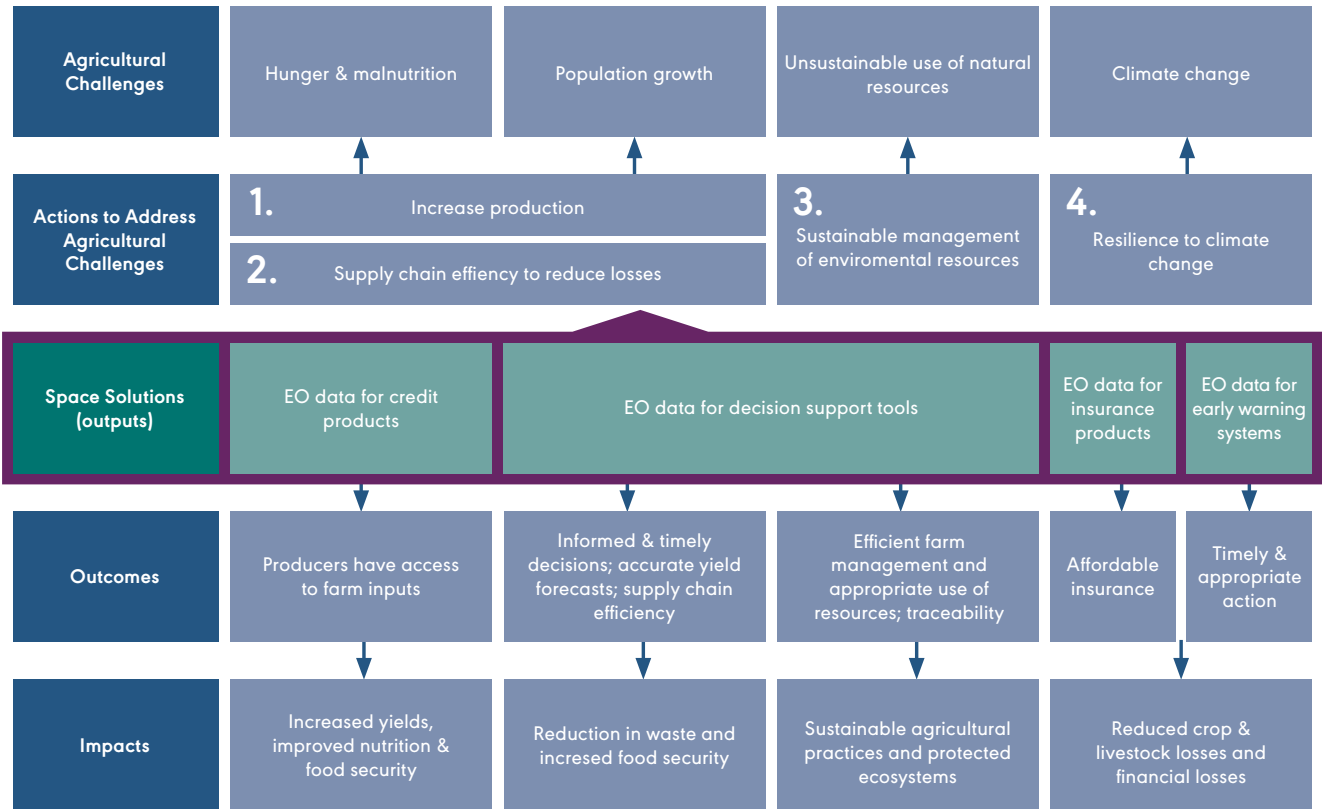 Agricultural
Challenges
Hunger & malnutrition
Population growth
Unsustainable use of natural
resources
Climate change
Actions to Address
Agricultural
Challenges
1.
Increase production
2.
Supply chain effiency to reduce losses
3.
Sustainable management
of enviromental resources
4.
Resilience to climate
change
Space Solutions
(outputs)
EO data for credit
products
EO data for decision support tools
EO data for
insurance
products
EO data for
early warning
systems
Outcomes
Producers have access
to farm inputs
Informed & timely
decisions; accurate yield
forecasts; supply chain
efficiency
Efficient farm
management and
appropriate use of
resources; traceability
Affordable
insurance
Timely &
appropriate
action
Impacts
Increased yields,
improved nutrition &
food security
Reduction in waste and
incresed food security
Sustainable agricultural
practices and protected
ecosystems
Reduced crop &
livestock losses and
financial losses